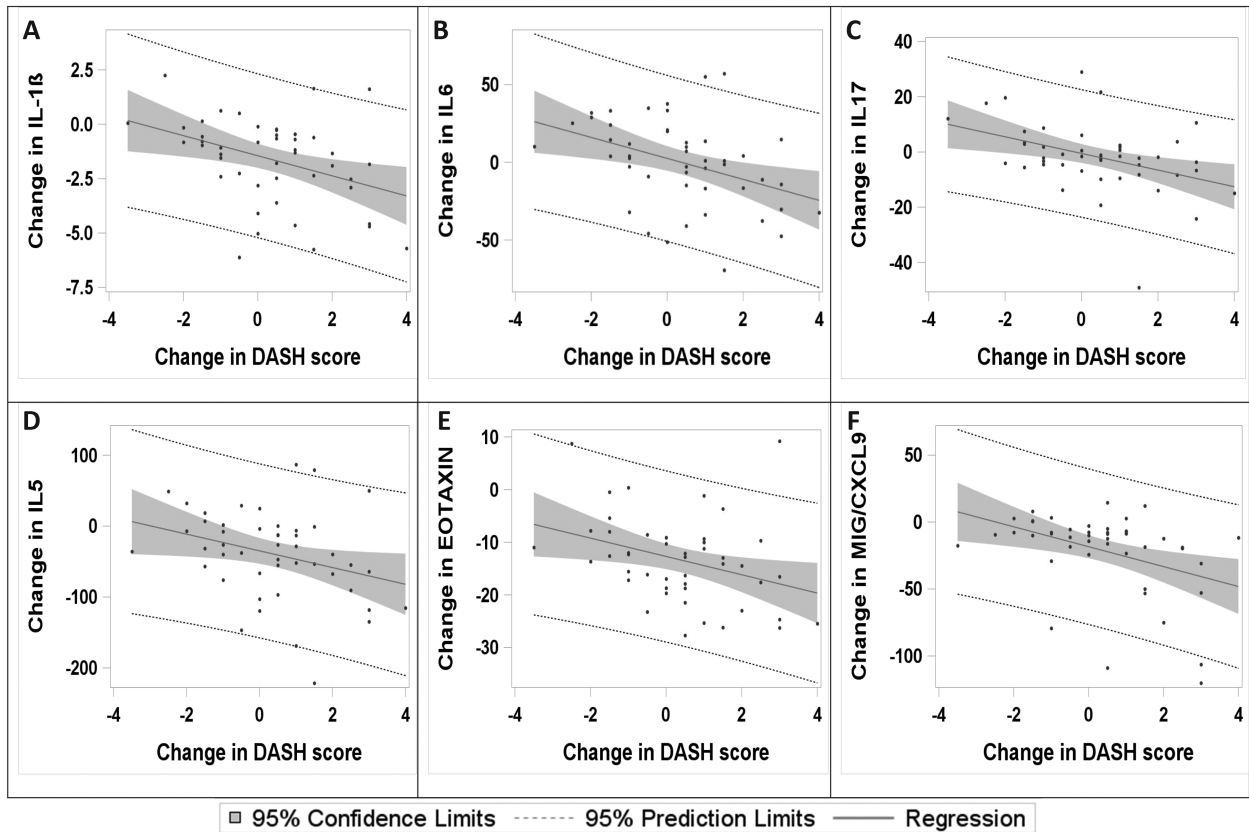 A
Change in IL-1ß
2.5
0.0
-2.5
-5.0
-7.5
-4 -2 0 2 4
Change in DASH score
B
Change in IL6
50
0
-50
-4 -2 0 2 4
Change in DASH score
C
Change in IL17
40
20
0
-20
-40
-4 -2 0 2 4
Change in DASH score
D
Change in IL5
100
0
-100
-200
-4 -2 0 2 4
Change in DASH score
E
Change in EOTAXIN
10
0
-10
-20
-30
-4 -2 0 2 4
Change in DASH score
F
Change in MIG/CXCL9
50
0
-50
-100
-4 -2 0 2 4
Change in DASH score
95% Confidence Limits 95% Prediction Limits Regression